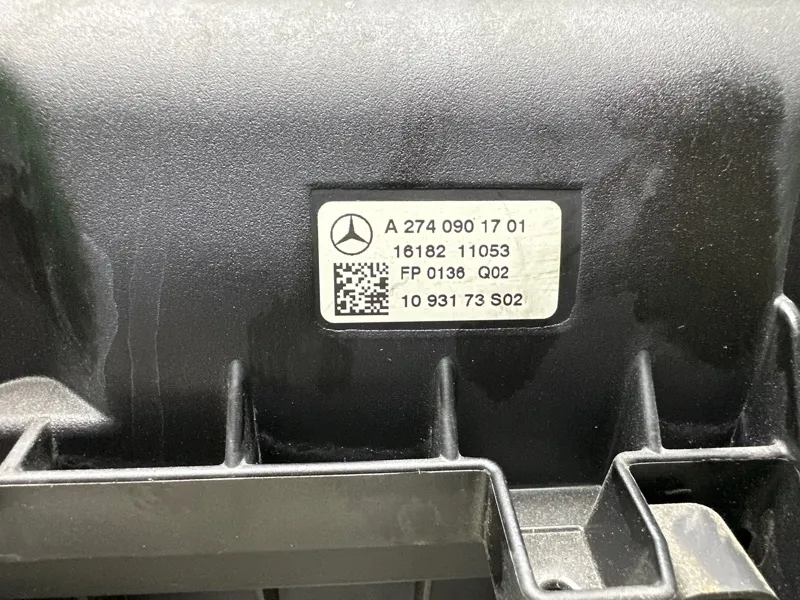 A 274 090 17 01
16182 11053
FP 0136 Q02
10 931 73 S02